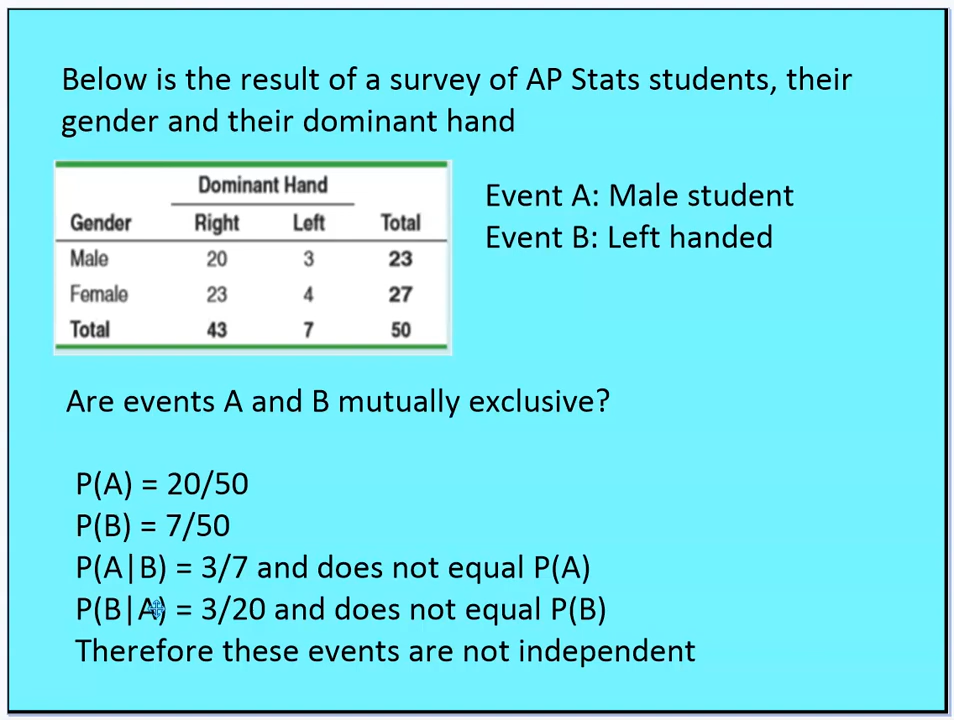 Below is the result of a survey of AP Stats students, their
gender and their dominant hand
Dominant Hand
Gender Right Left Total
Male 20 3 23
Female 23 4 27
Total 43 7 50
Event A: Male student
Event B: Left handed
Are events A and B mutually exclusive?
P(A) = 20/50
P(B) = 7/50
P(A|B) = 3/7 and does not equal P(A)
P(B|A) = 3/20 and does not equal P(B)
Therefore these events are not independent